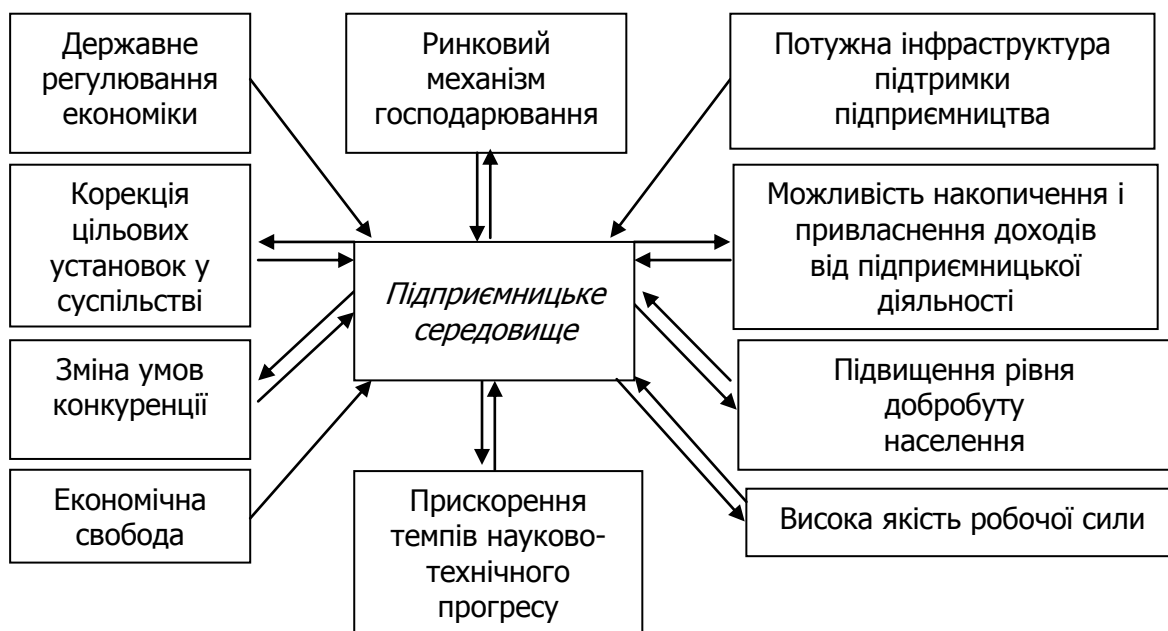 Державне
регулювання
економіки
Ринковий
механізм
господарювання
Потужна інфраструктура
підтримки
підприємництва
Корекція
цільових
установок у
суспільстві
Можливість накопичення і
привласнення доходів
від підприємницької
діяльності
Підприємницьке
середовище
Зміна умов
конкуренції
Підвищення рівня
добробуту
населення
Економічна
свобода
Прискорення
темпів науково-
технічного
прогресу
Висока якість робочої сили